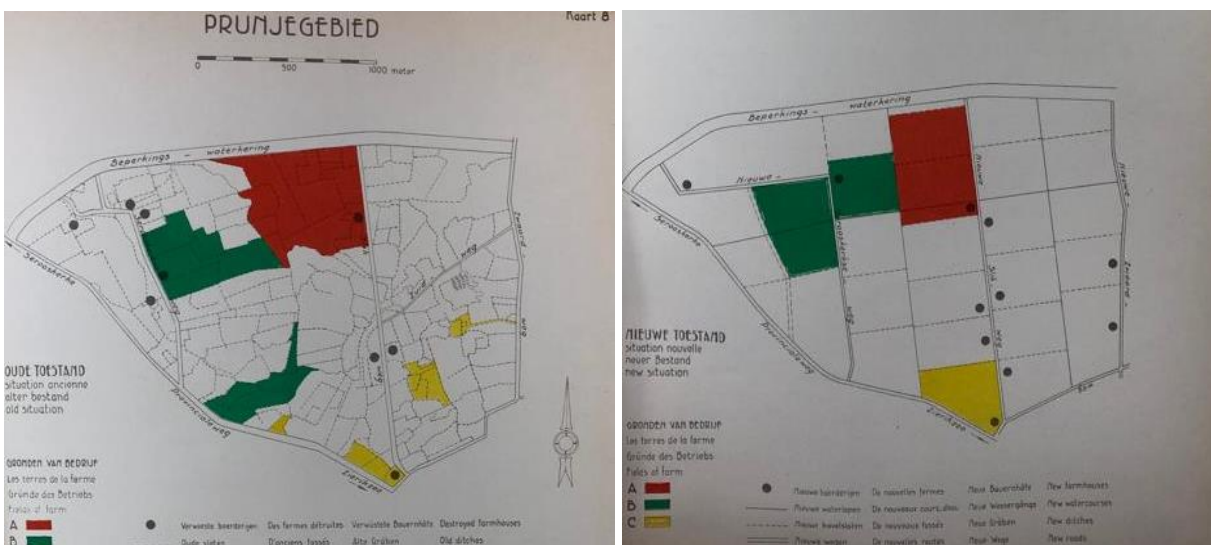 Kaart 8
PRUNJEGEBIED
0 500 1000 meter
Beperkings - waterkering
Serooskerke
Zuid weg
weg
Provincialeweg
Zierikzee
OUDE TOESTAND
situation ancienne
alter bestand
old situation
GRONDEN VAN BEDRIJF
Les terres de la ferme
Gründe des Betriebs
Fields of farm
A
B
Verwoeste boerderijen Des fermes détruites Verwüstete Bauernhöfe Destroyed farmhouses
Oude sloten D'anciens fossés Alte Gräben Old ditches
Beperkings - waterkering
Nieuwe -
Nieuwe
Nieuwe -
Serooskerke
Serooskerkse
weg
weg
Provincialeweg
Zierikzee
NIEUWE TOESTAND
situation nouvelle
neuer Bestand
new situation
GRONDEN VAN BEDRIJF
Les terres de la ferme
Gründe des Betriebs
Fields of farm
A
B
C
Nieuwe boerderijen De nouvelles fermes Neue Bauernhöfe New farmhouses
Nieuwe waterlopen De nouveaux cours d'eau Neue Wassergänge New watercourses
Nieuwe kavelsloten De nouveaux fossés Neue Gräben New ditches
Nieuwe wegen De nouvelles routes Neue Wege New roads